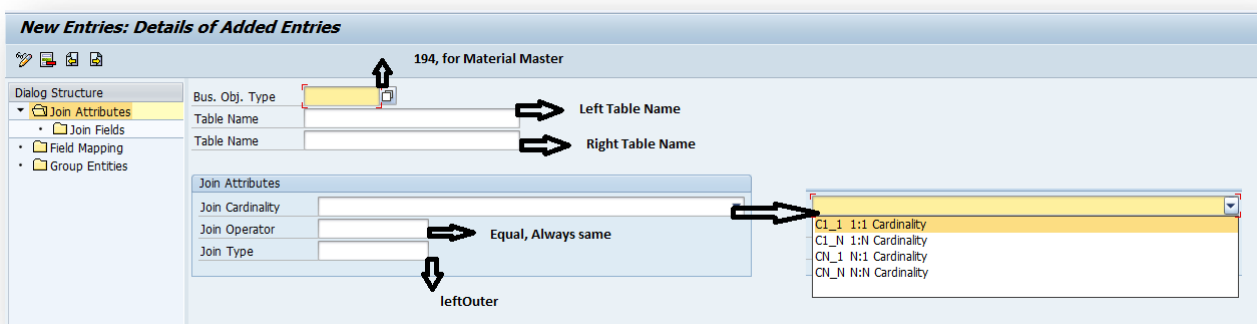 New Entries: Details of Added Entries
194, for Material Master
Dialog Structure
Join Attributes
Join Fields
Field Mapping
Group Entities
Bus. Obj. Type
Table Name
Left Table Name
Table Name
Right Table Name
Join Attributes
Join Cardinality
Join Operator
Equal, Always same
Join Type
leftOuter
C1_1 1:1 Cardinality
C1_N 1:N Cardinality
CN_1 N:1 Cardinality
CN_N N:N Cardinality